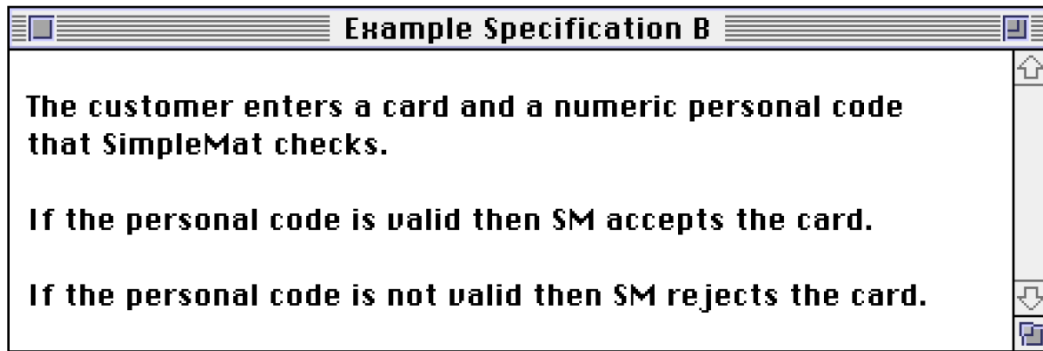 Example Specification B
The customer enters a card and a numeric personal code
that SimpleMat checks.
If the personal code is valid then SM accepts the card.
If the personal code is not valid then SM rejects the card.